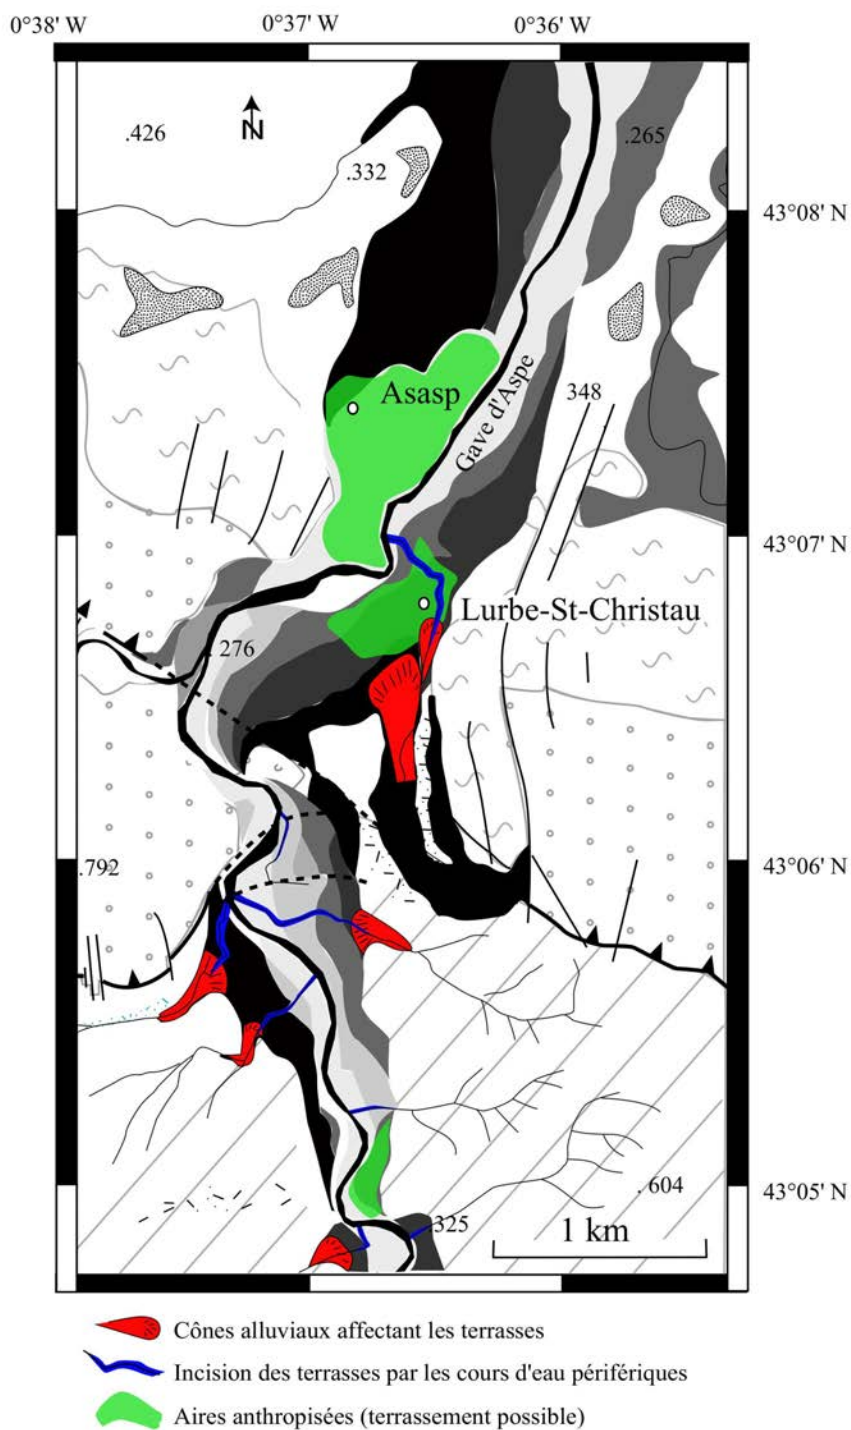 0°38' W 0°37' W 0°36' W
N
.426
.265
.332
43°08' N
Asasp
Gave d'Aspe
348
43°07' N
Lurbe-St-Christau
276
.792
43°06' N
. 604
43°05' N
325
1 km
Cônes alluviaux affectant les terrasses
Incision des terrasses par les cours d'eau périfériques
Aires anthropisées (terrassement possible)